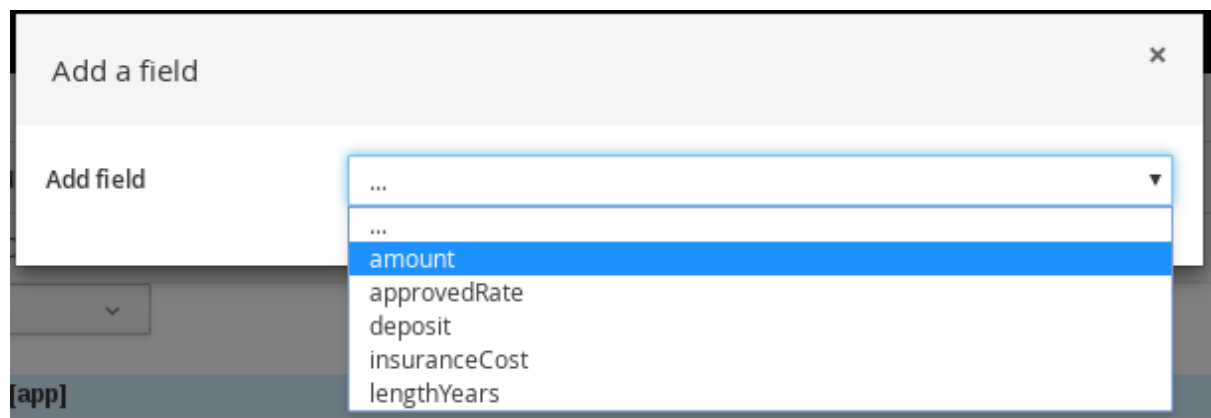 Add a field
×
Add field
...
...
amount
approvedRate
deposit
insuranceCost
lengthYears
[app]